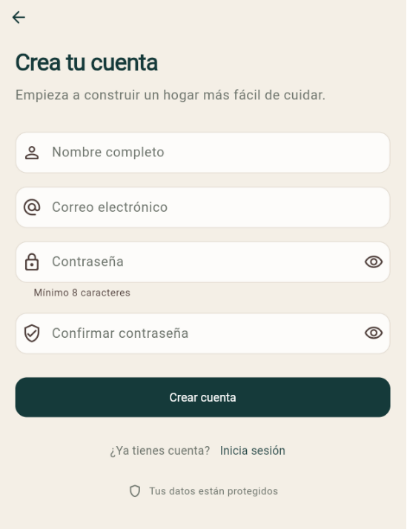 Crea tu cuenta
Empieza a construir un hogar más fácil de cuidar.
Nombre completo
Correo electrónico
Contraseña
Mínimo 8 caracteres
Confirmar contraseña
Crear cuenta
¿Ya tienes cuenta? Inicia sesión
Tus datos están protegidos